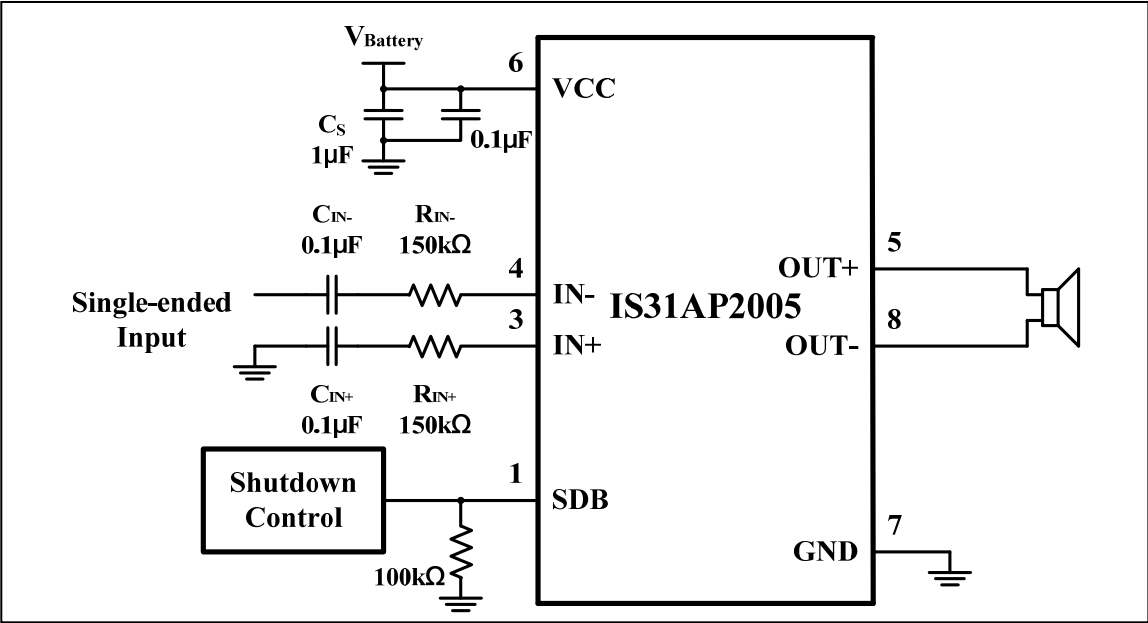 VBattery
6
VCC
CS
1µF
0.1µF
CIN-
0.1µF
RIN-
150kΩ
Single-ended
Input
4
IN-
3
IN+
IS31AP2005
OUT+
5
OUT-
8
CIN+
0.1µF
RIN+
150kΩ
Shutdown
Control
1
SDB
100kΩ
7
GND